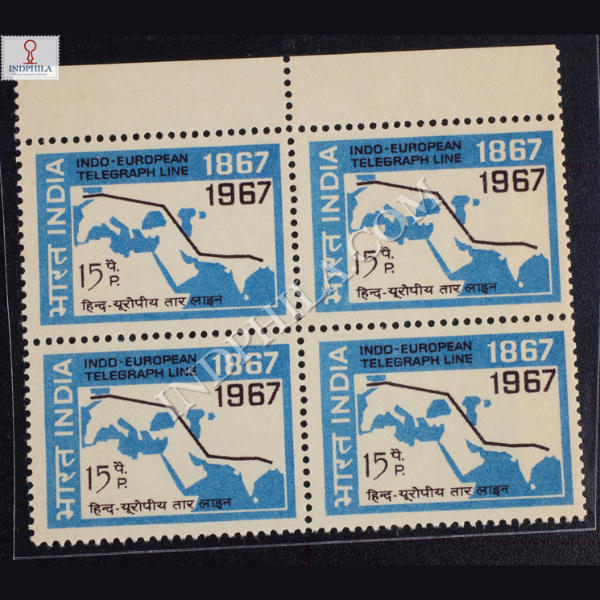 INDPHILA
भारत INDIA
INDO-EUROPEAN
TELEGRAPH LINE
1867
1967
15 पै.
P.
हिन्द-यूरोपीय तार लाइन
भारत INDIA
INDO-EUROPEAN
TELEGRAPH LINE
1867
1967
15 पै.
P.
हिन्द-यूरोपीय तार लाइन
भारत INDIA
INDO-EUROPEAN
TELEGRAPH LINE
1867
1967
15 पै.
P.
हिन्द-यूरोपीय तार लाइन
भारत INDIA
INDO-EUROPEAN
TELEGRAPH LINE
1867
1967
15 पै.
P.
हिन्द-यूरोपीय तार लाइन
INDPHILA.COM